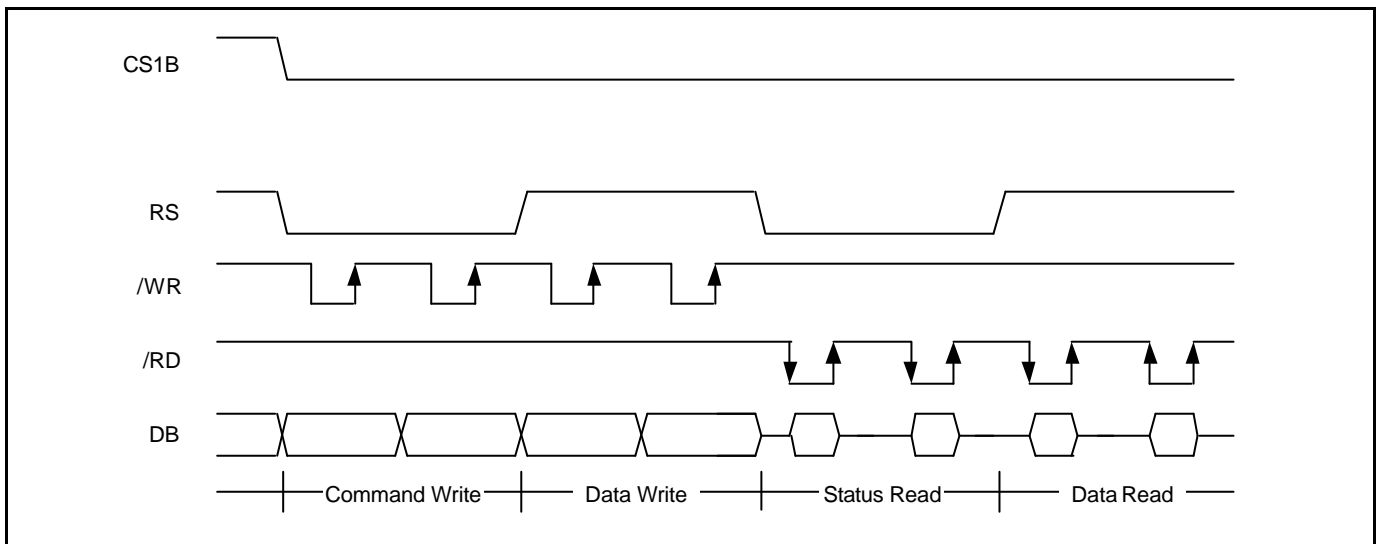 CS1B
RS
/WR
/RD
DB
Command Write
Data Write
Status Read
Data Read